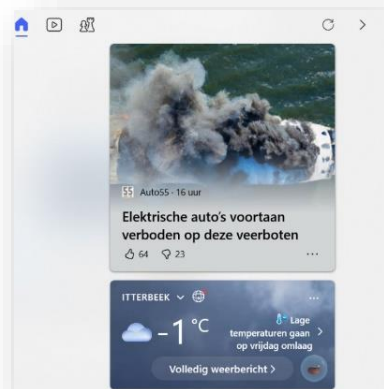 55 Auto55 · 16 uur
Elektrische auto's voortaan
verboden op deze veerboten
64 23
ITTERBEEK
-1 °C
Lage
temperaturen gaan
op vrijdag omlaag
Volledig weerbericht